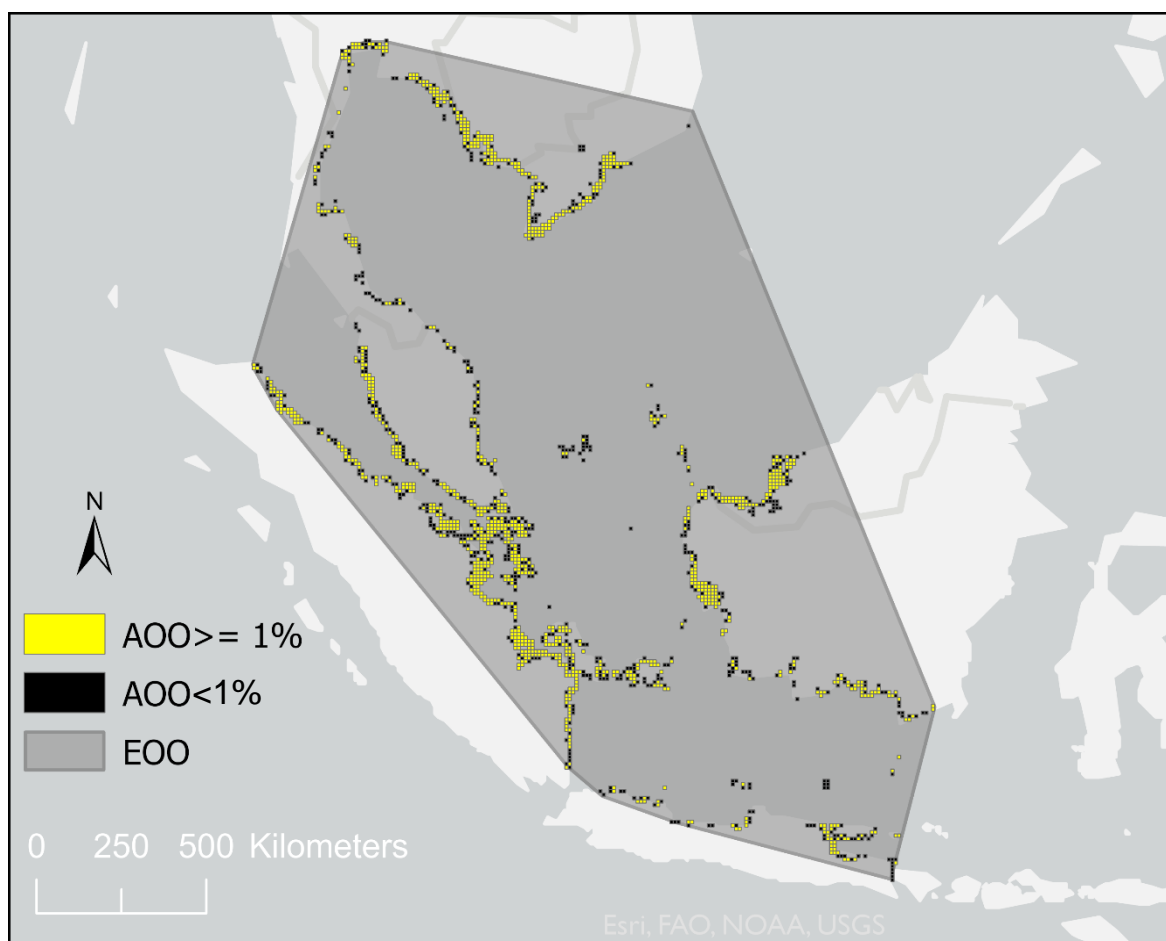 N
AOO>= 1%
AOO<1%
EOO
0 250 500 Kilometers
Esri, FAO, NOAA, USGS